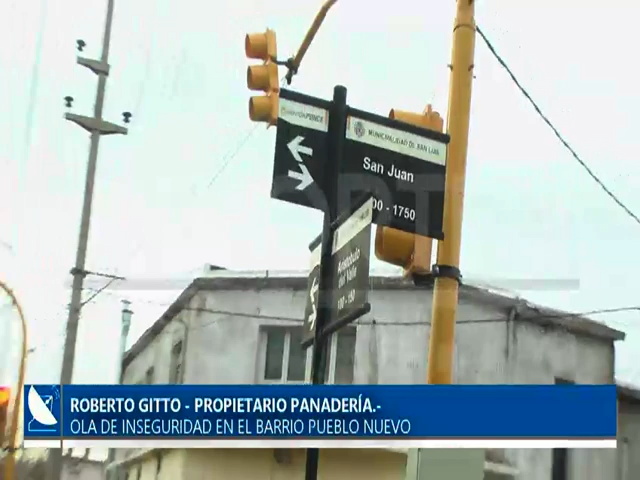 MUNICIPALIDAD DE SAN LUIS
San Juan
00 - 1750
Aristobulo
del Valle
100 - 150
ROBERTO GITTO - PROPIETARIO PANADERÍA.-
OLA DE INSEGURIDAD EN EL BARRIO PUEBLO NUEVO